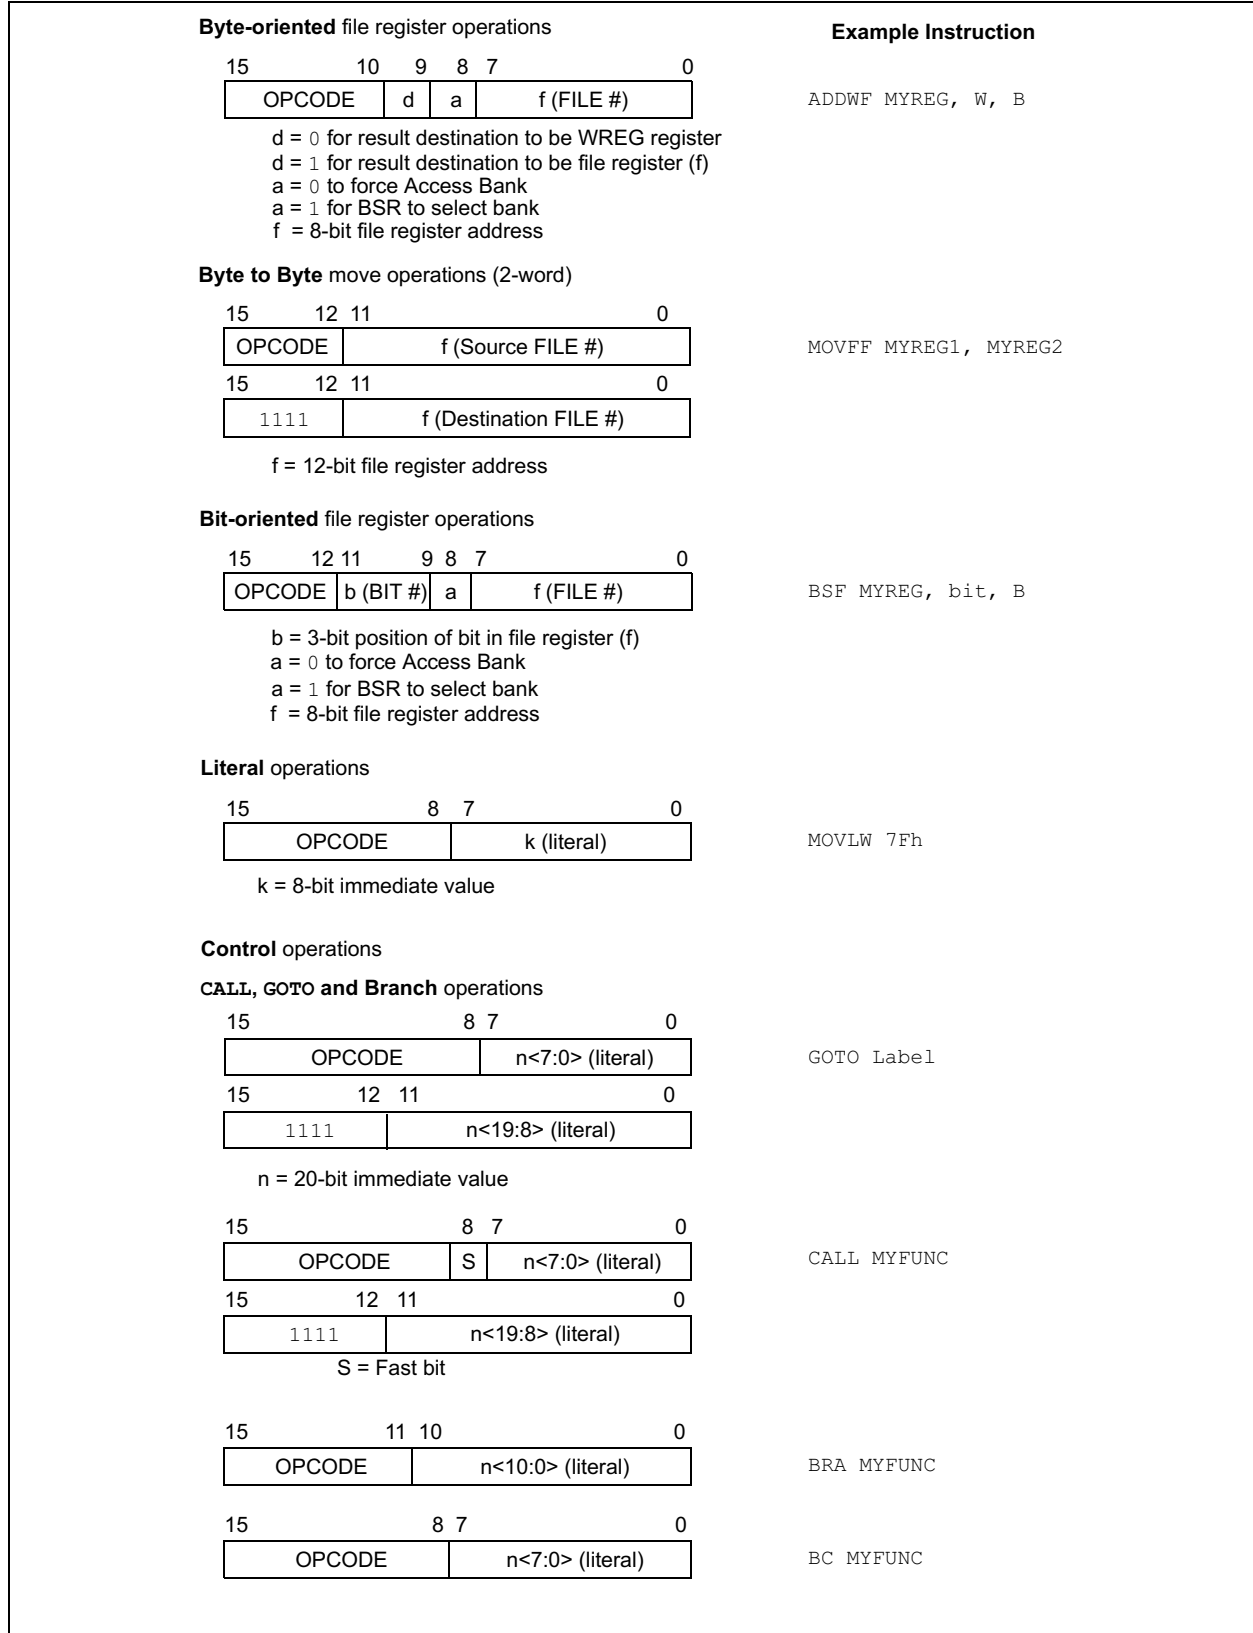 Byte-oriented file register operations
Example Instruction
15 10 9 8 7 0
OPCODE d a f (FILE #)
ADDWF MYREG, W, B
d = 0 for result destination to be WREG register
d = 1 for result destination to be file register (f)
a = 0 to force Access Bank
a = 1 for BSR to select bank
f = 8-bit file register address
Byte to Byte move operations (2-word)
15 12 11 0
OPCODE f (Source FILE #)
MOVFF MYREG1, MYREG2
15 12 11 0
1111 f (Destination FILE #)
f = 12-bit file register address
Bit-oriented file register operations
15 12 11 9 8 7 0
OPCODE b (BIT #) a f (FILE #)
BSF MYREG, bit, B
b = 3-bit position of bit in file register (f)
a = 0 to force Access Bank
a = 1 for BSR to select bank
f = 8-bit file register address
Literal operations
15 8 7 0
OPCODE k (literal)
MOVLW 7Fh
k = 8-bit immediate value
Control operations
CALL, GOTO and Branch operations
15 8 7 0
OPCODE n<7:0> (literal)
GOTO Label
15 12 11 0
1111 n<19:8> (literal)
n = 20-bit immediate value
15 8 7 0
OPCODE S n<7:0> (literal)
CALL MYFUNC
15 12 11 0
1111 n<19:8> (literal)
S = Fast bit
15 11 10 0
OPCODE n<10:0> (literal)
BRA MYFUNC
15 8 7 0
OPCODE n<7:0> (literal)
BC MYFUNC